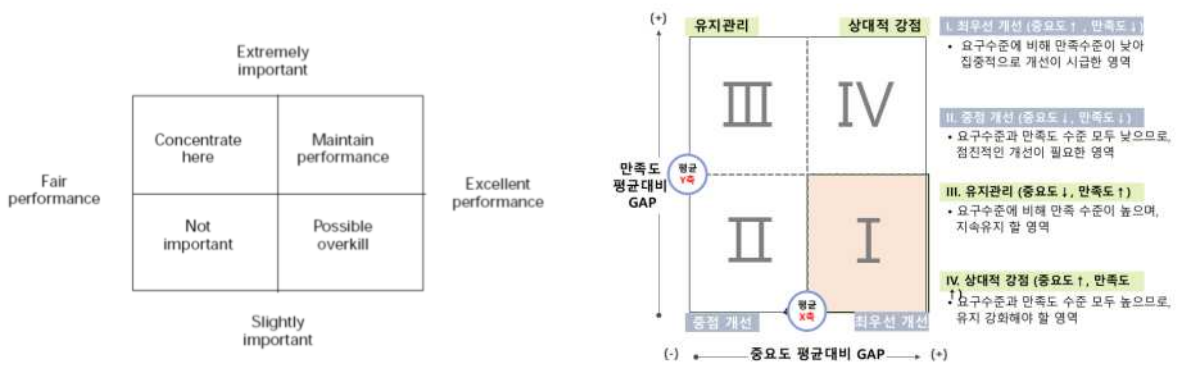 Extremely
important
Concentrate
here
Maintain
performance
Fair
performance
Excellent
performance
Not
important
Possible
overkill
Slightly
important
(+)
유지관리
상대적 강점
III
IV
만족도
평균대비
GAP
평균
Y축
II
I
평균
X축
중점 개선
최우선 개선
(-)
중요도 평균대비 GAP
(+)
I. 최우선 개선 (중요도↑, 만족도↓)
• 요구수준에 비해 만족수준이 낮아
집중적으로 개선이 시급한 영역
II. 중점 개선 (중요도↓, 만족도↓)
• 요구수준과 만족도 수준 모두 낮으므로,
점진적인 개선이 필요한 영역
III. 유지관리 (중요도↓, 만족도↑)
• 요구수준에 비해 만족 수준이 높으며,
지속유지 할 영역
IV. 상대적 강점 (중요도↑, 만족도
↑)
• 요구수준과 만족도 수준 모두 높으므로,
유지 강화해야 할 영역